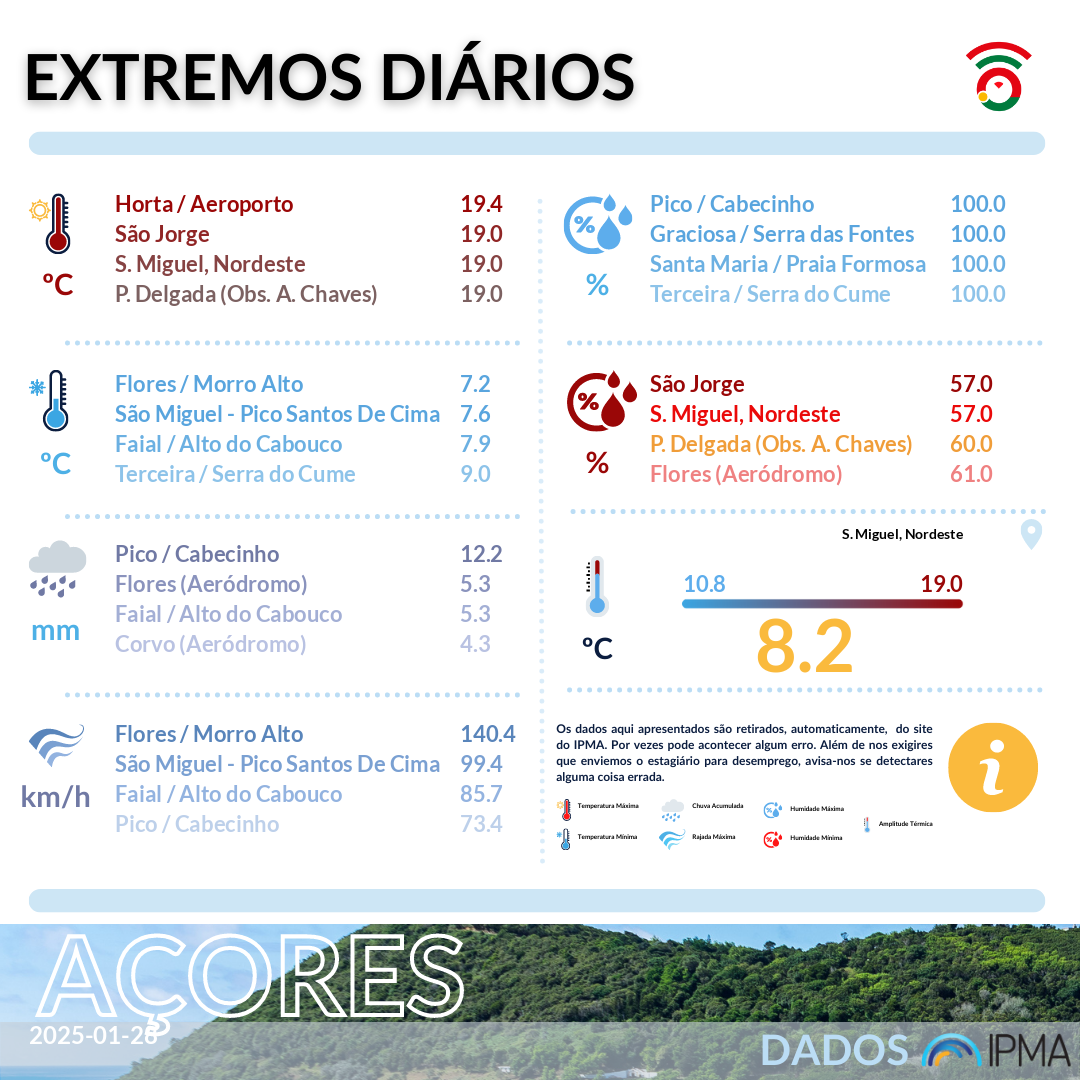 EXTREMOS DIÁRIOS
Horta / Aeroporto 19.4
São Jorge 19.0
S. Miguel, Nordeste 19.0
P. Delgada (Obs. A. Chaves) 19.0
ºC
Flores / Morro Alto 7.2
São Miguel - Pico Santos De Cima 7.6
Faial / Alto do Cabouco 7.9
Terceira / Serra do Cume 9.0
ºC
Pico / Cabecinho 12.2
Flores (Aeródromo) 5.3
Faial / Alto do Cabouco 5.3
Corvo (Aeródromo) 4.3
mm
Flores / Morro Alto 140.4
São Miguel - Pico Santos De Cima 99.4
Faial / Alto do Cabouco 85.7
Pico / Cabecinho 73.4
km/h
%
Pico / Cabecinho 100.0
Graciosa / Serra das Fontes 100.0
Santa Maria / Praia Formosa 100.0
Terceira / Serra do Cume 100.0
%
%
São Jorge 57.0
S. Miguel, Nordeste 57.0
P. Delgada (Obs. A. Chaves) 60.0
Flores (Aeródromo) 61.0
%
S. Miguel, Nordeste
10.8 19.0
8.2
ºC
Os dados aqui apresentados são retirados, automaticamente, do site
do IPMA. Por vezes pode acontecer algum erro. Além de nos exigires
que enviemos o estagiário para desemprego, avisa-nos se detectares
alguma coisa errada.
i
Temperatura Máxima
Chuva Acumulada
Humidade Máxima
Amplitude Térmica
Temperatura Mínima
Rajada Máxima
Humidade Mínima
AÇORES
2025-01-28
DADOS IPMA